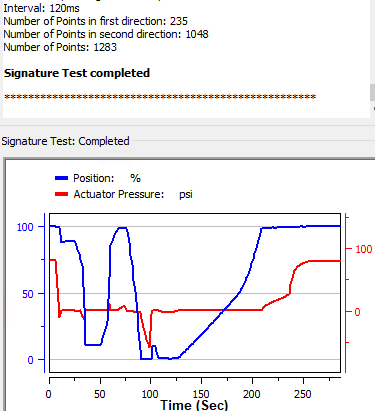 Interval: 120ms
Number of Points in first direction: 235
Number of Points in second direction: 1048
Number of Points: 1283
Signature Test completed
****************************************************
Signature Test: Completed
Position: %
Actuator Pressure: psi
100
50
0
100
0
0 50 100 150 200 250
Time (Sec)